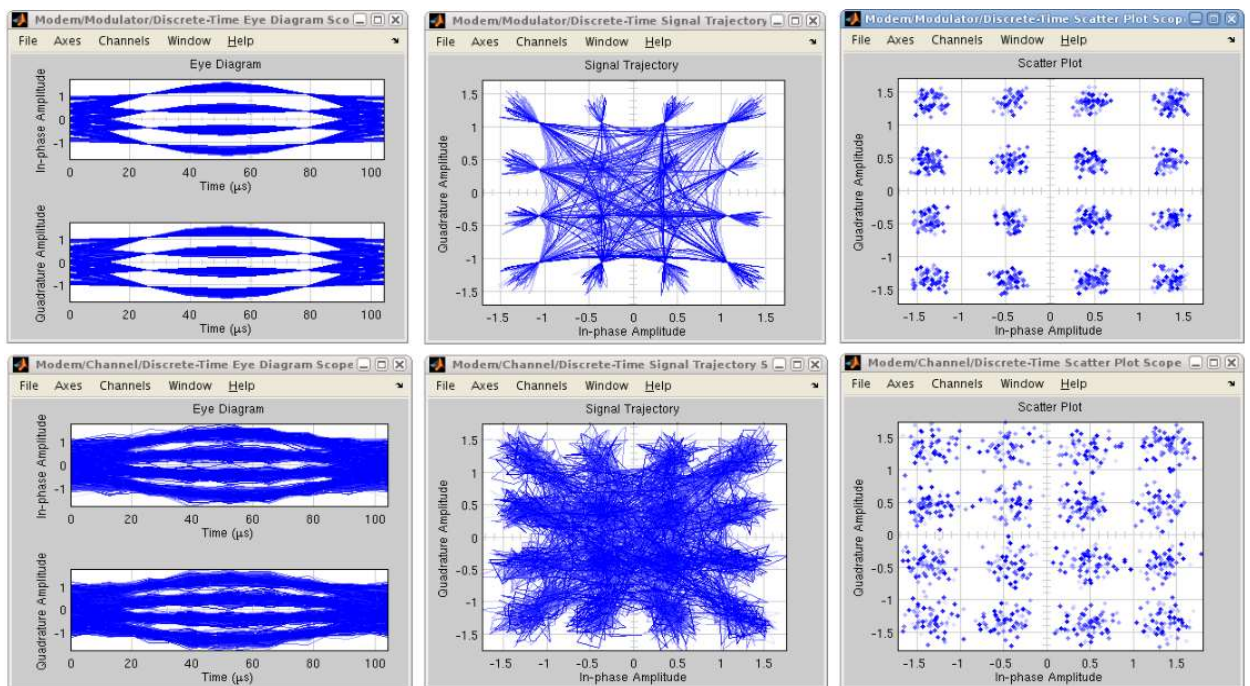 Modem/Modulator/Discrete-Time Eye Diagram Sco
File Axes Channels Window Help
Eye Diagram
In-phase Amplitude
1
0
-1
0 20 40 60 80 100
Time (μs)
Quadrature Amplitude
1
0
-1
0 20 40 60 80 100
Time (μs)
Modem/Modulator/Discrete-Time Signal Trajectory
File Axes Channels Window Help
Signal Trajectory
Quadrature Amplitude
1.5
1
0.5
0
-0.5
-1
-1.5
-1.5 -1 -0.5 0 0.5 1 1.5
In-phase Amplitude
Modem/Modulator/Discrete-Time Scatter Plot Scop
File Axes Channels Window Help
Scatter Plot
Quadrature Amplitude
1.5
1
0.5
0
-0.5
-1
-1.5
-1.5 -1 -0.5 0 0.5 1 1.5
In-phase Amplitude
Modem/Channel/Discrete-Time Eye Diagram Scope
File Axes Channels Window Help
Eye Diagram
In-phase Amplitude
1
0
-1
0 20 40 60 80 100
Time (μs)
Quadrature Amplitude
1
0
-1
0 20 40 60 80 100
Time (μs)
Modem/Channel/Discrete-Time Signal Trajectory S
File Axes Channels Window Help
Signal Trajectory
Quadrature Amplitude
1.5
1
0.5
0
-0.5
-1
-1.5
-1.5 -1 -0.5 0 0.5 1 1.5
In-phase Amplitude
Modem/Channel/Discrete-Time Scatter Plot Scope
File Axes Channels Window Help
Scatter Plot
Quadrature Amplitude
1.5
1
0.5
0
-0.5
-1
-1.5
-1.5 -1 -0.5 0 0.5 1 1.5
In-phase Amplitude